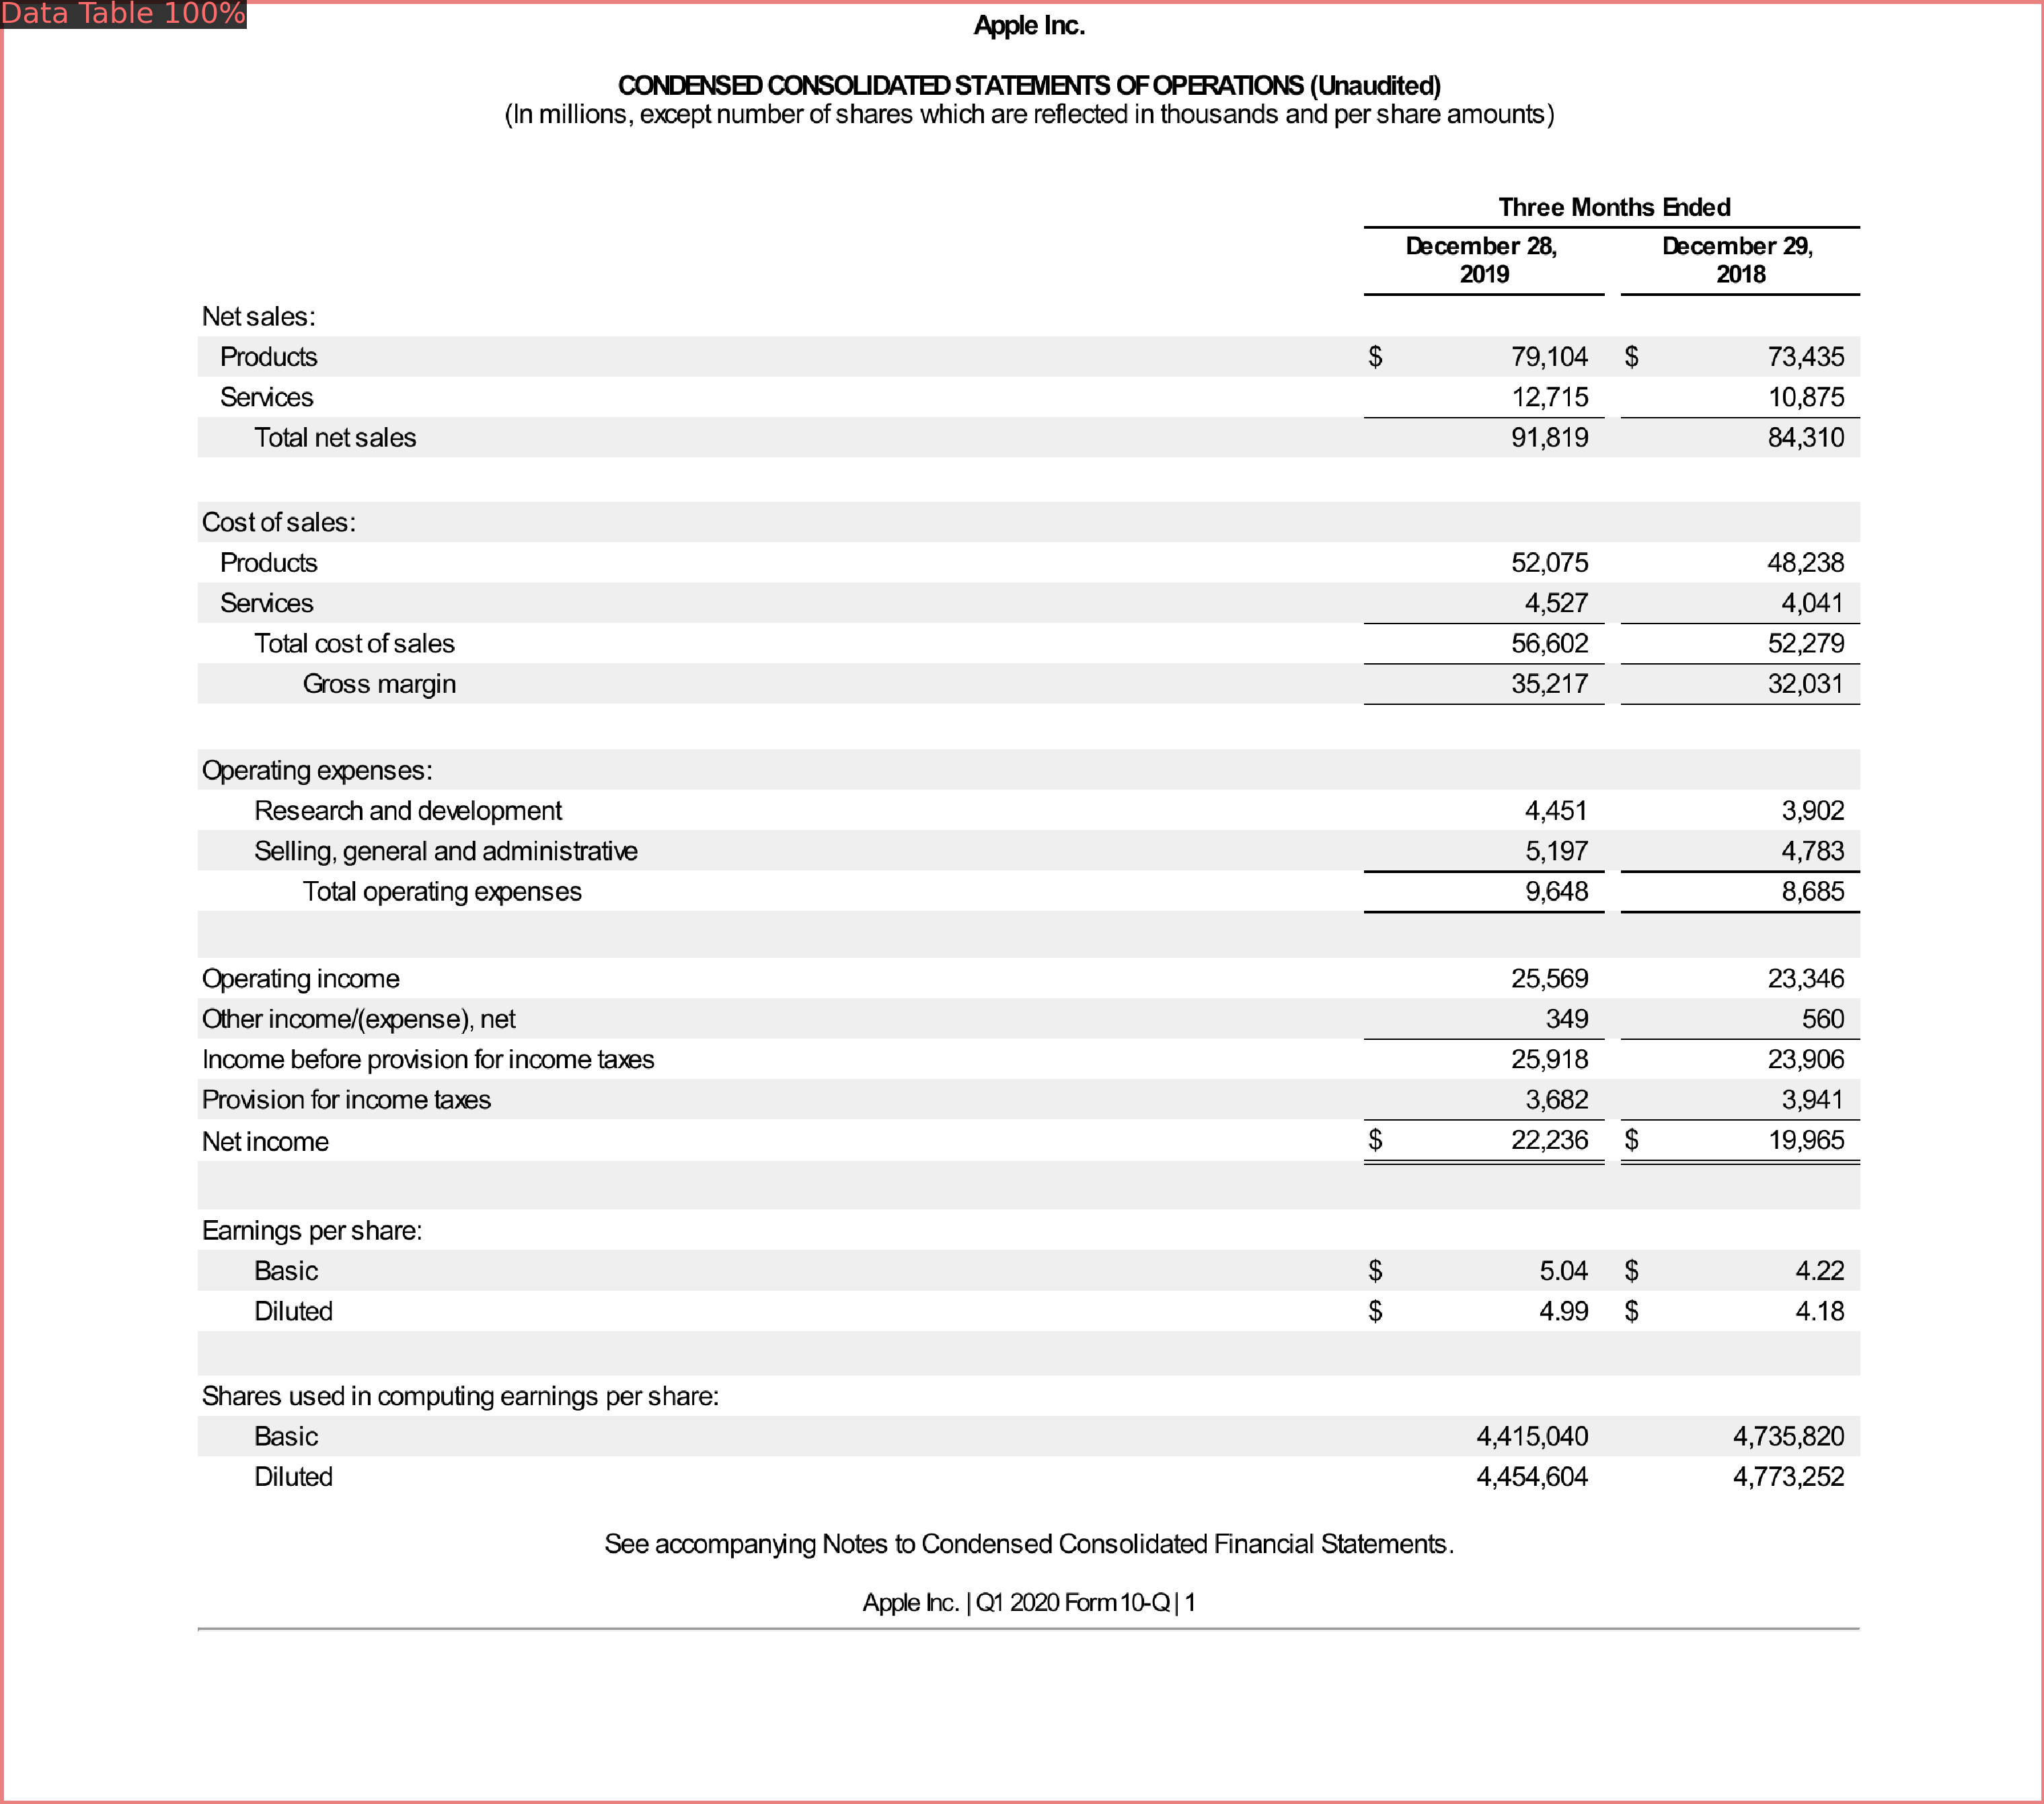 Data Table 100%
Apple Inc.
CONDENSED CONSOLIDATED STATEMENTS OF OPERATIONS (Unaudited)
(In millions, except number of shares which are reflected in thousands and per share amounts)
Three Months Ended
December 28, December 29,
2019 2018
Net sales:
Products $ 79,104 $ 73,435
Services 12,715 10,875
Total net sales 91,819 84,310
Cost of sales:
Products 52,075 48,238
Services 4,527 4,041
Total cost of sales 56,602 52,279
Gross margin 35,217 32,031
Operating expenses:
Research and development 4,451 3,902
Selling, general and administrative 5,197 4,783
Total operating expenses 9,648 8,685
Operating income 25,569 23,346
Other income/(expense), net 349 560
Income before provision for income taxes 25,918 23,906
Provision for income taxes 3,682 3,941
Net income $ 22,236 $ 19,965
Earnings per share:
Basic $ 5.04 $ 4.22
Diluted $ 4.99 $ 4.18
Shares used in computing earnings per share:
Basic 4,415,040 4,735,820
Diluted 4,454,604 4,773,252
See accompanying Notes to Condensed Consolidated Financial Statements.
Apple Inc. | Q1 2020 Form 10-Q | 1